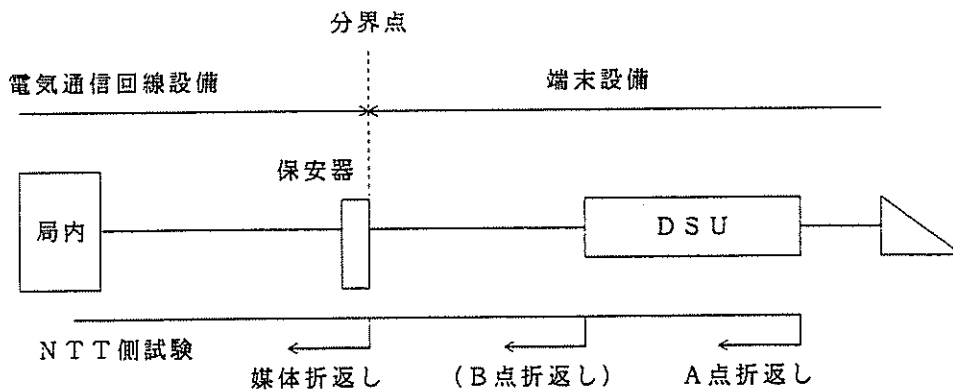 分界点
電気通信回線設備
端末設備
保安器
局内
DSU
NTT側試験
媒体折返し
(B点折返し)
A点折返し